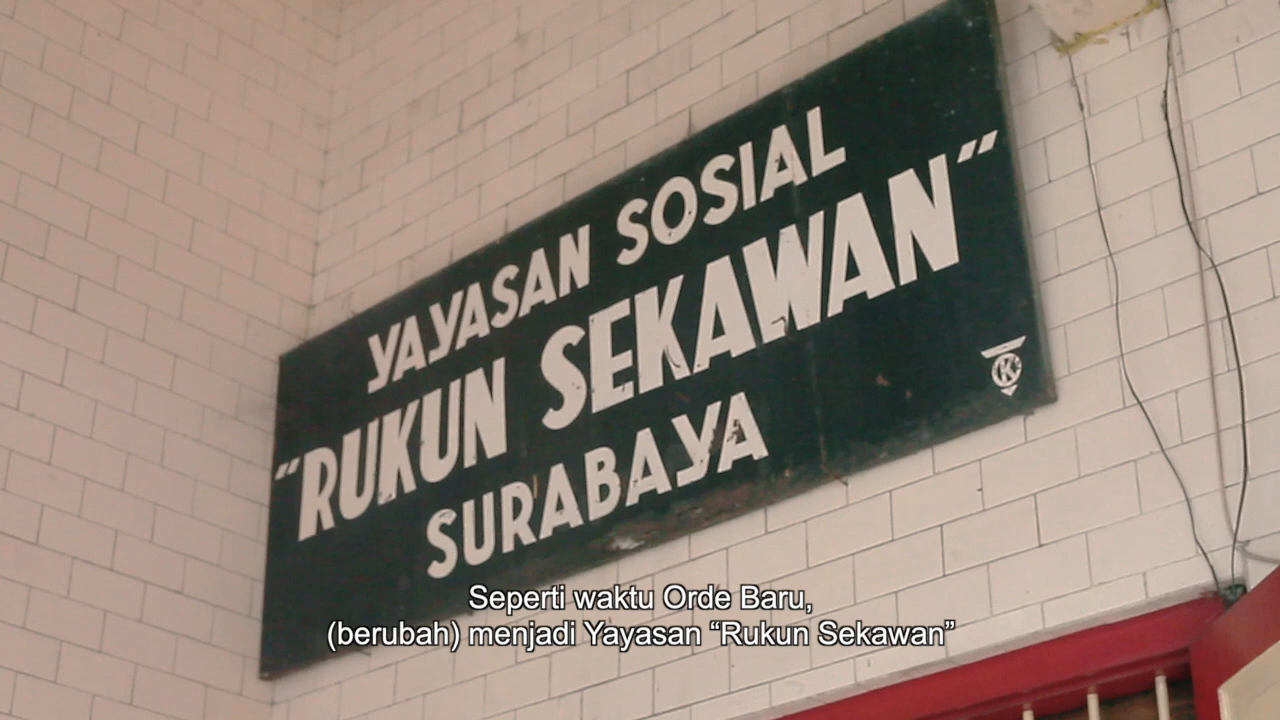 YAYASAN SOSIAL
"RUKUN SEKAWAN"
SURABAYA
K
Seperti waktu Orde Baru,
(berubah) menjadi Yayasan “Rukun Sekawan”